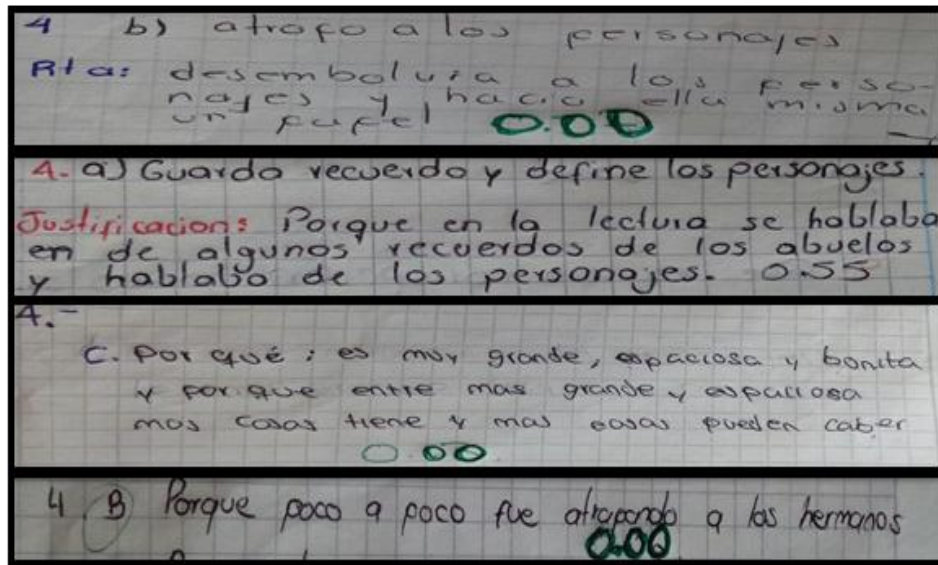 4 b) atrapo a los personajes
Rta: desembolvia a los perso-
najes y hacia ella misma
un papel 0.00
4. a) Guarda recuerdo y define los personajes.
Justificacion: Porque en la lectura se hablaba
en de algunos recuerdos de los abuelos
y hablabo de los personajes. 0.55
4.-
C. Por qué: es muy grande, espaciosa y bonita
y por que entre mas grande y espaciosa
mas cosas tiene y mas cosas pueden caber
0.00
4 B Porque poco a poco fue atrapando a los hermanos
0.00